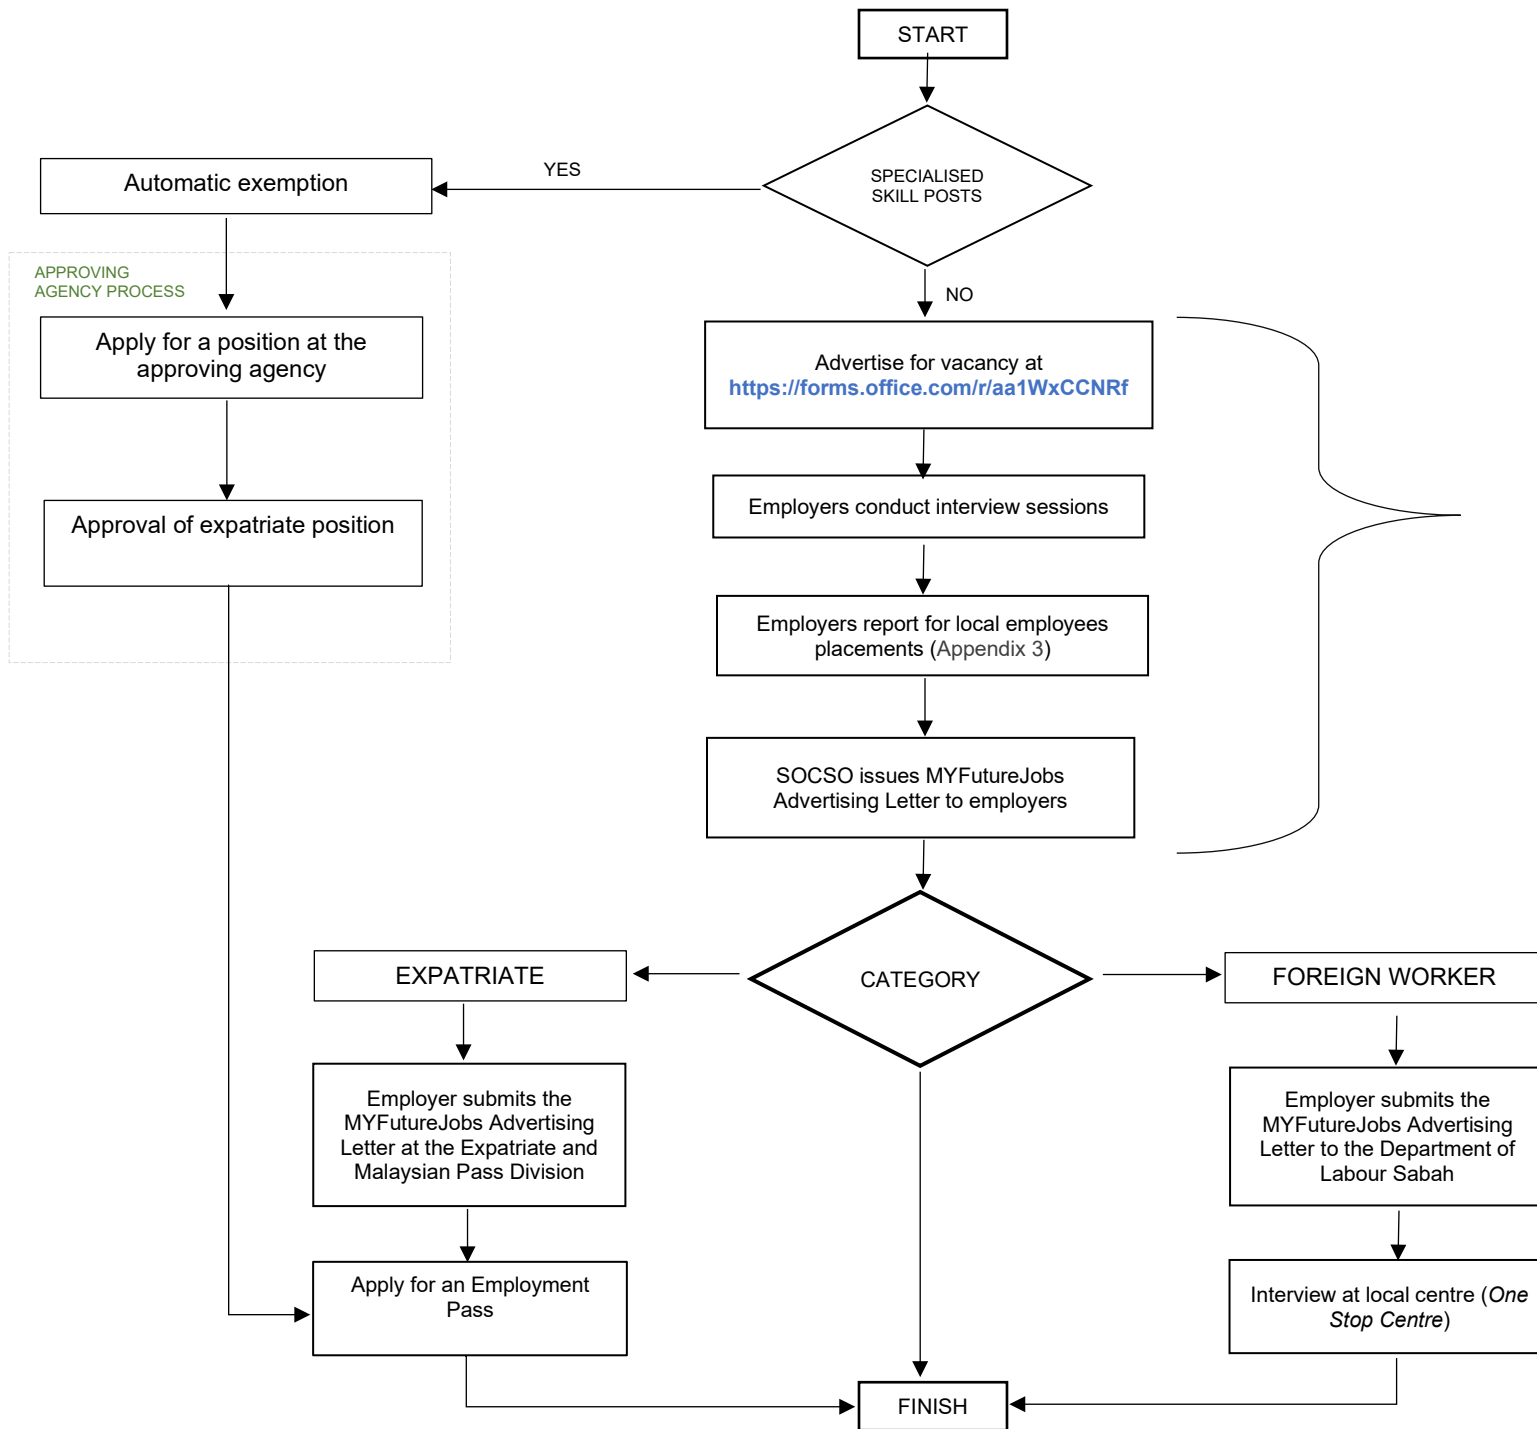 START
SPECIALISED
SKILL POSTS
YES
Automatic exemption
APPROVING
AGENCY PROCESS
NO
Apply for a position at the
approving agency
Advertise for vacancy at
https://forms.office.com/r/aa1WxCCNRf
Approval of expatriate position
Employers conduct interview sessions
Employers report for local employees
placements (Appendix 3)
SOCSO issues MYFutureJobs
Advertising Letter to employers
EXPATRIATE
CATEGORY
FOREIGN WORKER
Employer submits the
MYFutureJobs Advertising
Letter at the Expatriate and
Malaysian Pass Division
Employer submits the
MYFutureJobs Advertising
Letter to the Department of
Labour Sabah
Apply for an Employment
Pass
Interview at local centre (One
Stop Centre)
FINISH